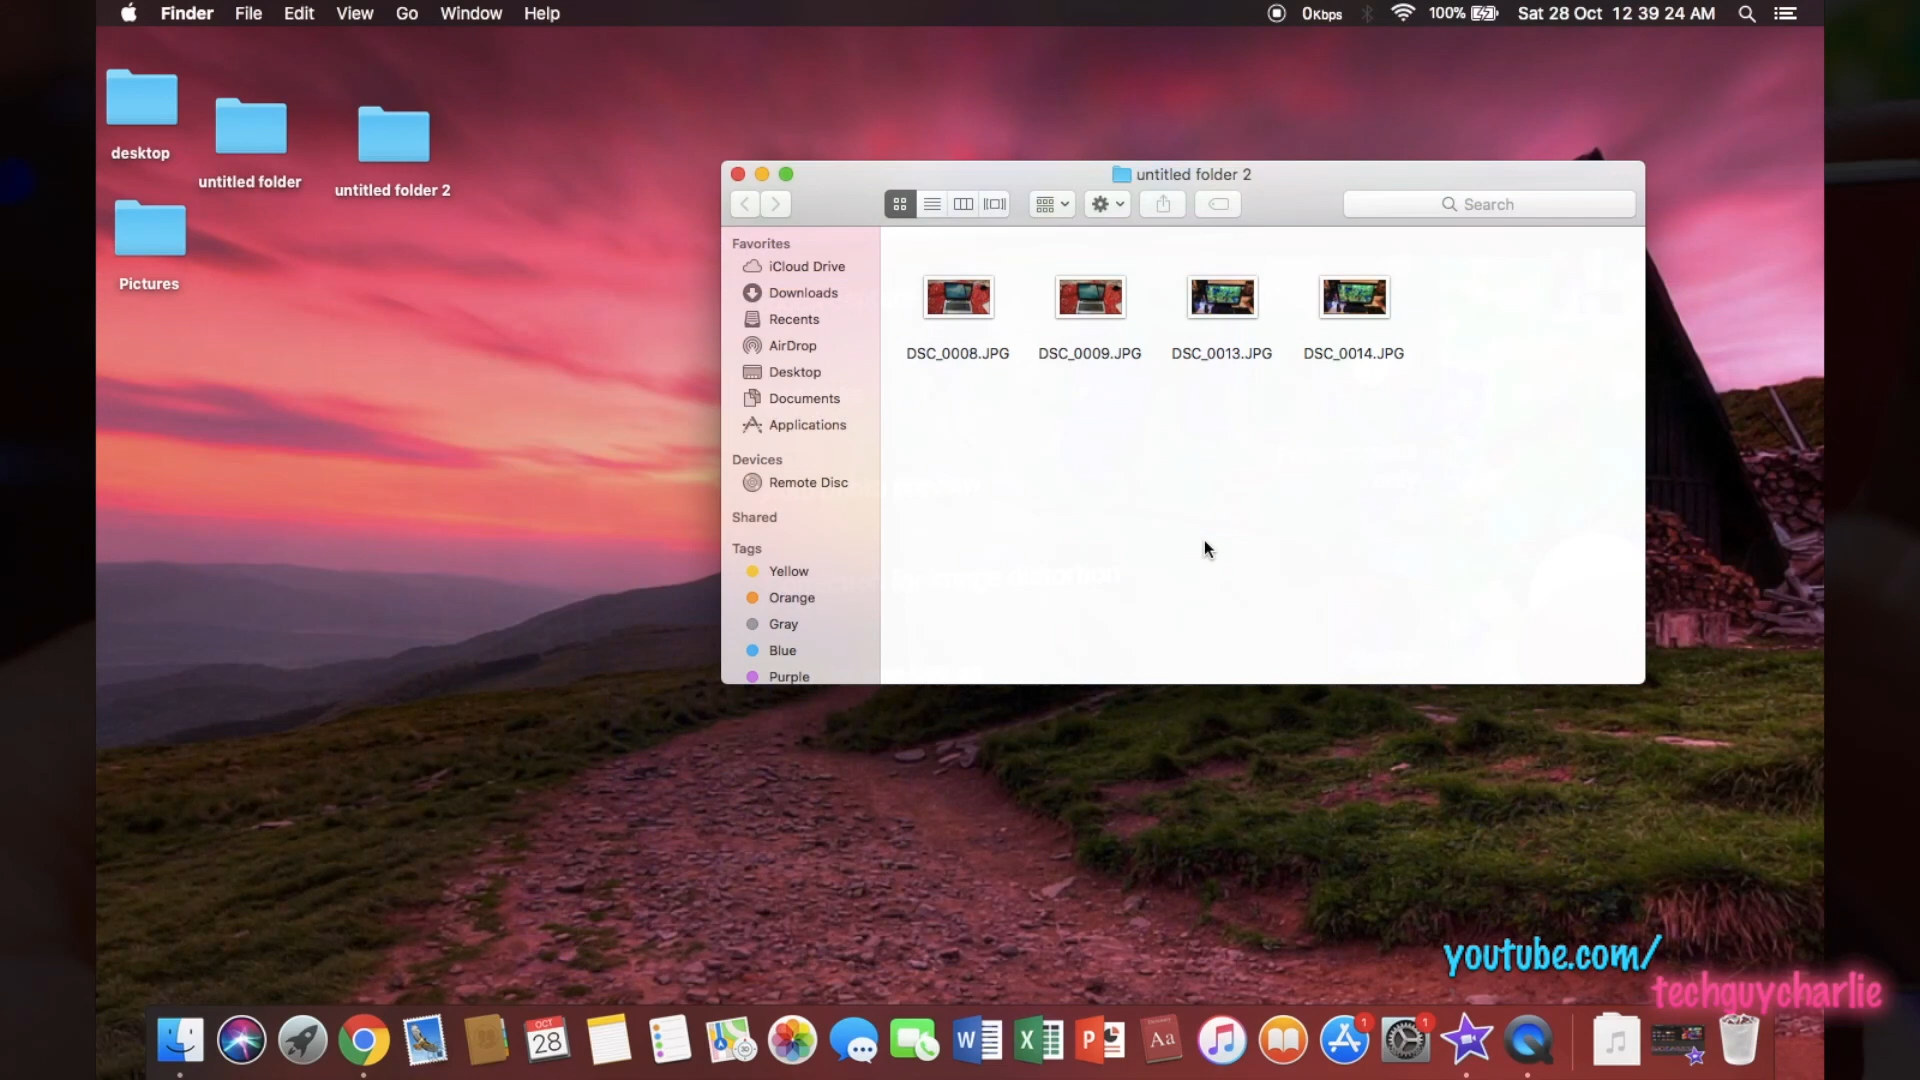 Finder File Edit View Go Window Help 0Kbps 100% Sat 28 Oct 12 39 24 AM
desktop
untitled folder
untitled folder 2
Pictures
untitled folder 2
Search
Favorites
iCloud Drive
Downloads
Recents
AirDrop
Desktop
Documents
Applications
Devices
Remote Disc
Shared
Tags
Yellow
Orange
Gray
Blue
Purple
DSC_0008.JPG DSC_0009.JPG DSC_0013.JPG DSC_0014.JPG
youtube.com/
techguycharlie
OCT
28
W X P Aa 1 1